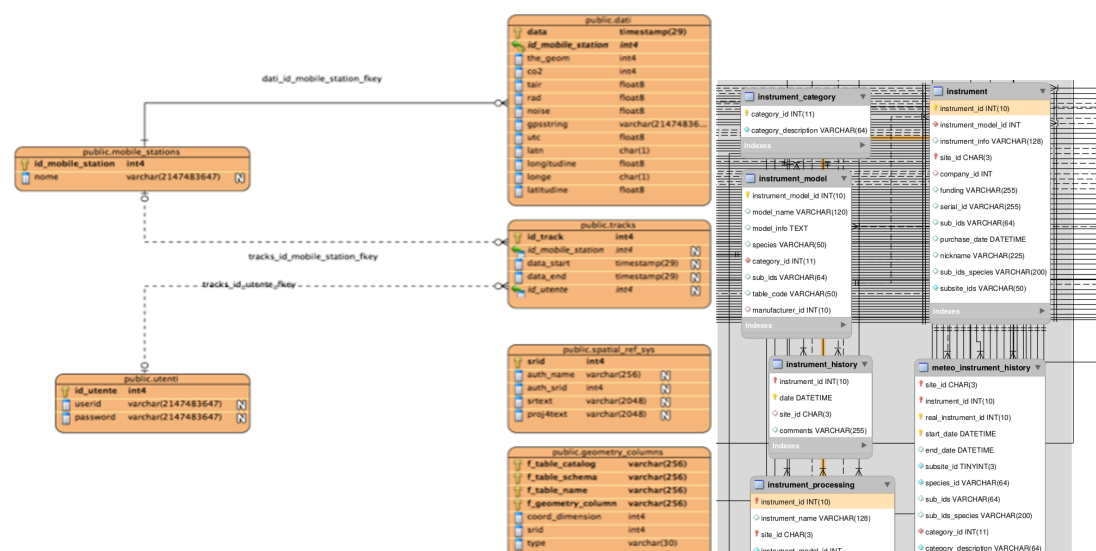 public.dati
data timestamp(29)
id_mobile_station int4
the_geom int4
co2 int4
tair float8
rad float8
noise float8
gpsstring varchar(21474836...
utc float8
latn char(1)
longitudine float8
longe char(1)
latitudine float8
dati_id_mobile_station_fkey
public.mobile_stations
id_mobile_station int4
nome varchar(2147483647) N
public.tracks
id_track int4
id_mobile_station int4 N
data_start timestamp(29) N
data_end timestamp(29) N
id_utente int4 N
tracks_id_mobile_station_fkey
tracks_id_utente_fkey
public.utenti
id_utente int4
userid varchar(2147483647) N
password varchar(2147483647) N
public.spatial_ref_sys
srid int4
auth_name varchar(256) N
auth_srid int4 N
srtext varchar(2048) N
proj4text varchar(2048) N
public.geometry_columns
f_table_catalog varchar(256)
f_table_schema varchar(256)
f_table_name varchar(256)
f_geometry_column varchar(256)
coord_dimension int4
srid int4
type varchar(30)
instrument_category
category_id INT(11)
category_description VARCHAR(64)
Indexes
instrument_model
instrument_model_id INT(10)
model_name VARCHAR(120)
model_info TEXT
species VARCHAR(50)
category_id INT(11)
sub_ids VARCHAR(64)
table_code VARCHAR(50)
manufacturer_id INT(10)
Indexes
instrument_history
instrument_id INT(10)
date DATETIME
site_id CHAR(3)
comments VARCHAR(255)
Indexes
instrument_processing
instrument_id INT(10)
instrument_name VARCHAR(128)
site_id CHAR(3)
instrument_model_id INT
instrument
instrument_id INT(10)
instrument_model_id INT
instrument_info VARCHAR(128)
site_id CHAR(3)
company_id INT
funding VARCHAR(255)
serial_id VARCHAR(255)
sub_ids VARCHAR(64)
purchase_date DATETIME
nickname VARCHAR(225)
sub_ids_species VARCHAR(200)
subsite_ids VARCHAR(50)
Indexes
meteo_instrument_history
site_id CHAR(3)
instrument_id INT(10)
real_instrument_id INT(10)
start_date DATETIME
end_date DATETIME
subsite_id TINYINT(3)
species_id VARCHAR(64)
sub_ids VARCHAR(64)
sub_ids_species VARCHAR(200)
category_id INT(11)
category_description VARCHAR(64)